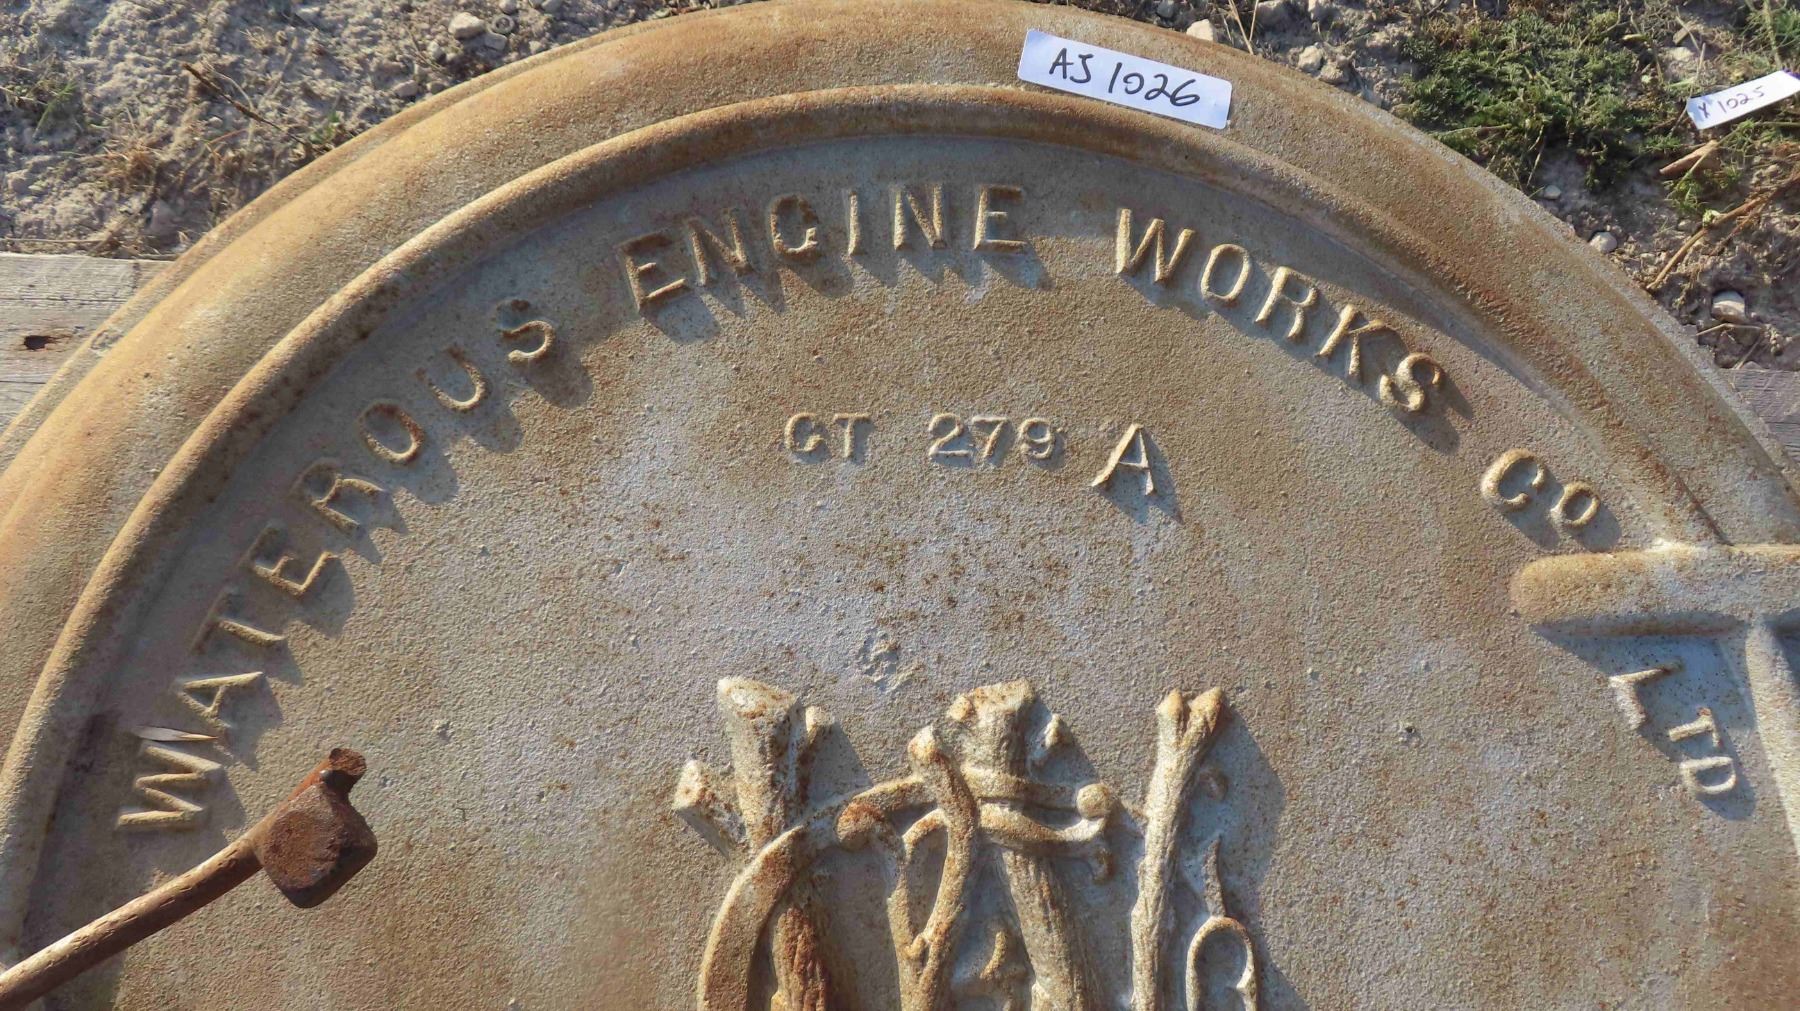 AJ 1026
Y 1025
WATEROUS ENGINE WORKS CO LTD
CT 279 A